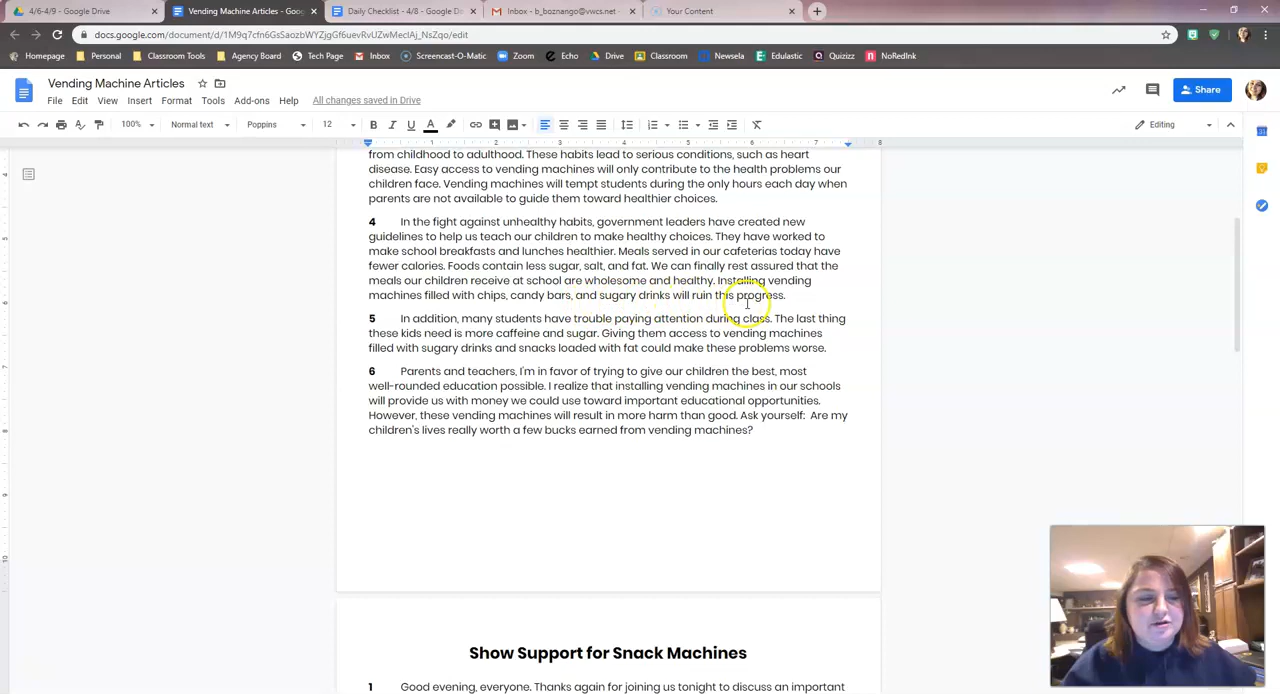 4/6-4/9 - Google Drive
Vending Machine Articles - Goo
Daily Checklist - 4/8 - Google D
Inbox - b_boznango@vwcs.net -
Your Content
docs.google.com/document/d/
/edit
Homepage Personal Classroom Tools Agency Board Tech Page Inbox Screencast-O-Matic Zoom Echo Drive Classroom Newsela Edulastic Quizizz NoRedInk
Vending Machine Articles
File Edit View Insert Format Tools Add-ons Help All changes saved in Drive
Share
100% Normal text Poppins 12 B I U A Editing
1 2 3 4 5 6 7 8
from childhood to adulthood. These habits lead to serious conditions, such as heart
disease. Easy access to vending machines will only contribute to the health problems our
children face. Vending machines will tempt students during the only hours each day when
parents are not available to guide them toward healthier choices.
4 In the fight against unhealthy habits, government leaders have created new
guidelines to help us teach our children to make healthy choices. They have worked to
make school breakfasts and lunches healthier. Meals served in our cafeterias today have
fewer calories. Foods contain less sugar, salt, and fat. We can finally rest assured that the
meals our children receive at school are wholesome and healthy. Installing vending
machines filled with chips, candy bars, and sugary drinks will ruin this progress.
5 In addition, many students have trouble paying attention during class. The last thing
these kids need is more caffeine and sugar. Giving them access to vending machines
filled with sugary drinks and snacks loaded with fat could make these problems worse.
6 Parents and teachers, I'm in favor of trying to give our children the best, most
well-rounded education possible. I realize that installing vending machines in our schools
will provide us with money we could use toward important educational opportunities.
However, these vending machines will result in more harm than good. Ask yourself: Are my
children's lives really worth a few bucks earned from vending machines?
Show Support for Snack Machines
1 Good evening, everyone. Thanks again for joining us tonight to discuss an important